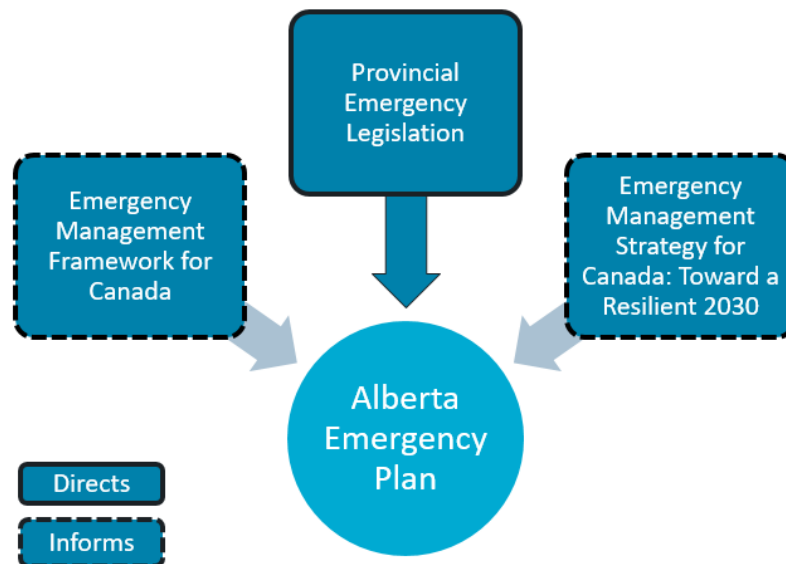 Provincial
Emergency
Legislation
Emergency
Management
Framework for
Canada
Emergency
Management
Strategy for
Canada: Toward a
Resilient 2030
Alberta
Emergency
Plan
Directs
Informs